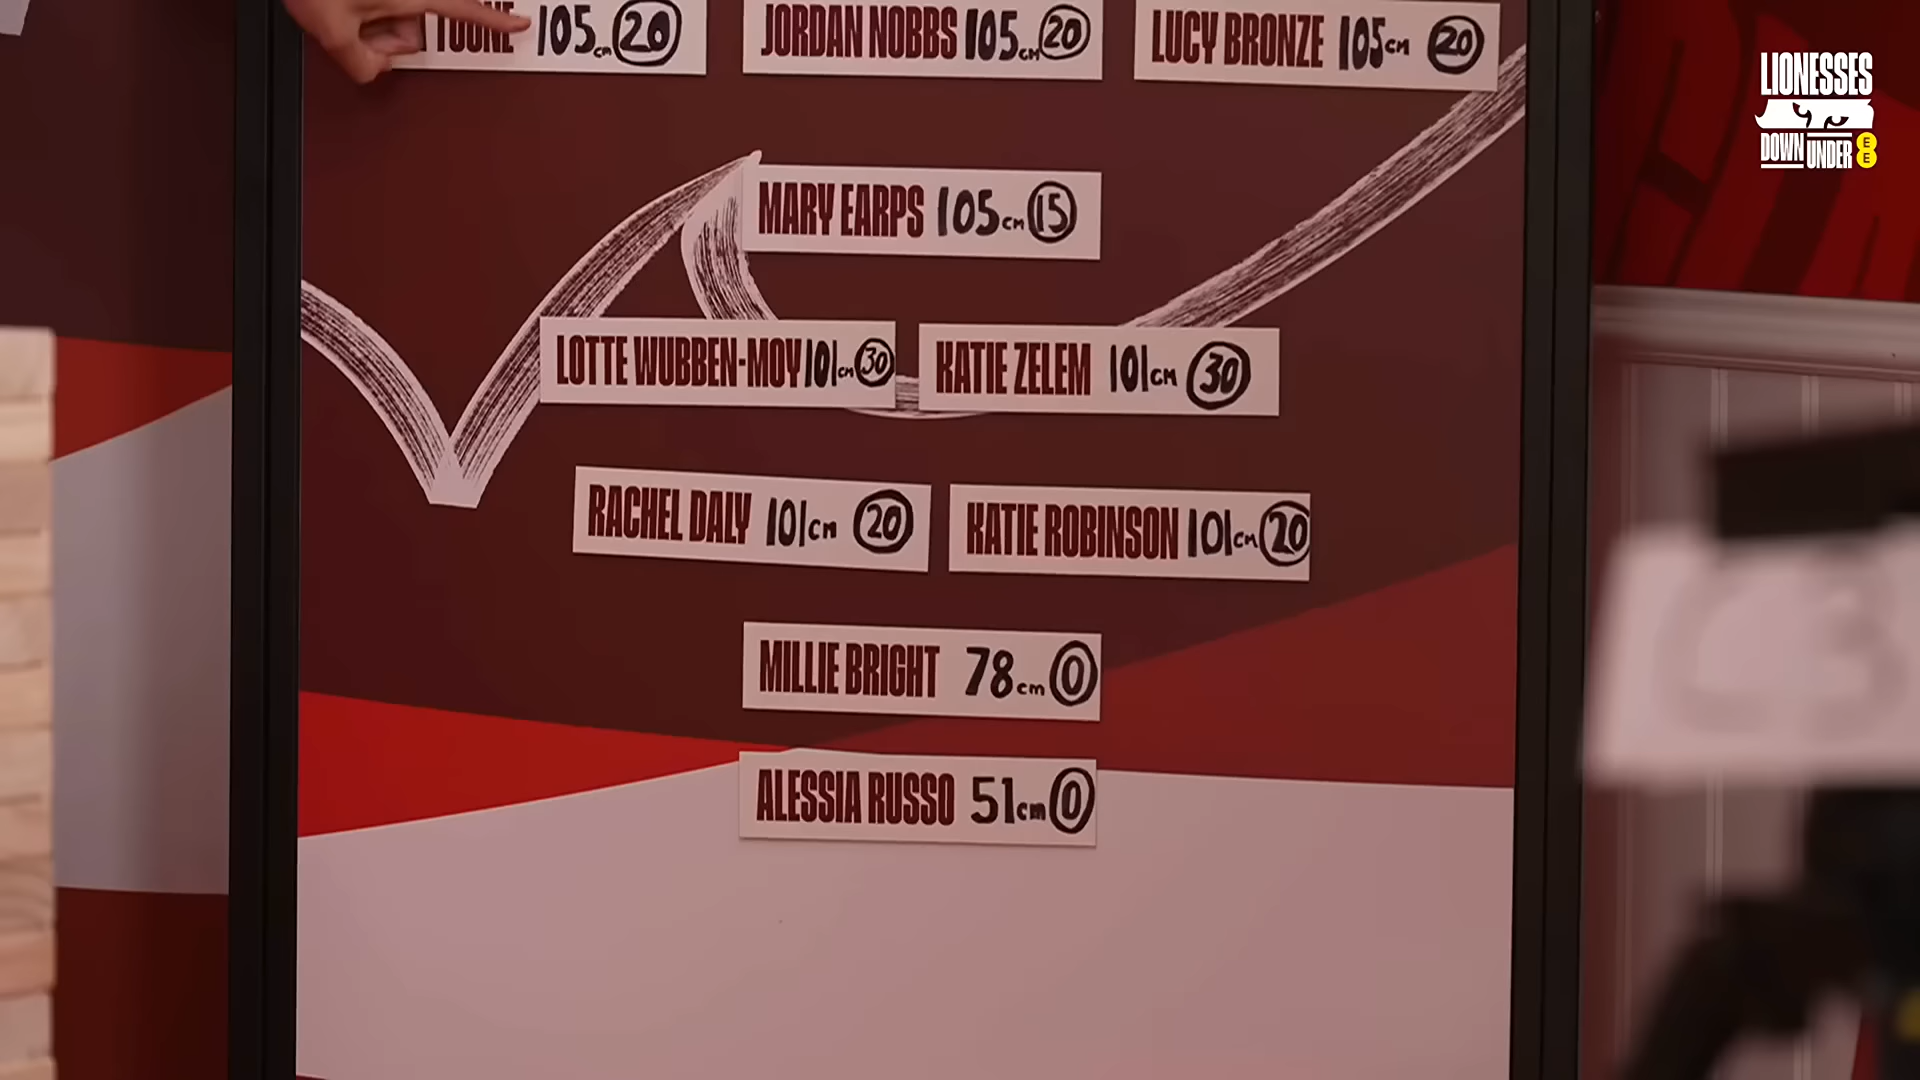 TOONE 105cm 20
JORDAN NOBBS 105cm 20
LUCY BRONZE 105cm 20
MARY EARPS 105cm 15
LOTTE WUBBEN-MOY 101cm 30
KATIE ZELEM 101cm 30
RACHEL DALY 101cm 20
KATIE ROBINSON 101cm 20
MILLIE BRIGHT 78cm 0
ALESSIA RUSSO 51cm 0
LIONESSES
DOWN UNDER EE